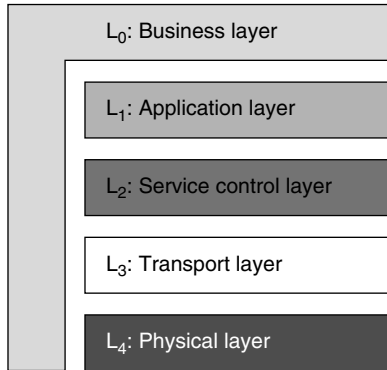 L₀: Business layer
L₁: Application layer
L₂: Service control layer
L₃: Transport layer
L₄: Physical layer